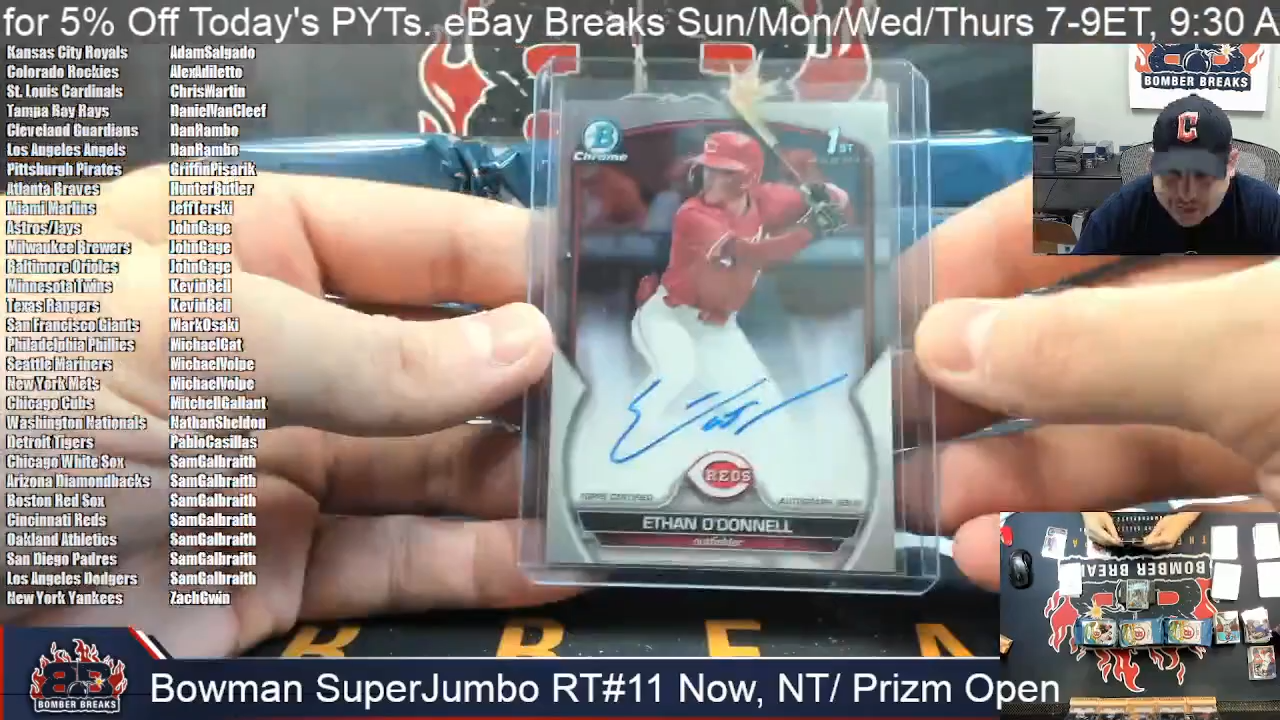 for 5% Off Today's PYTs. eBay Breaks Sun/Mon/Wed/Thurs 7-9ET, 9:30 A
Kansas City Royals AdamSalgado
Colorado Rockies AlexAdiletto
St. Louis Cardinals ChrisMartin
Tampa Bay Rays DanielVanCleef
Cleveland Guardians DanRambo
Los Angeles Angels DanRambo
Pittsburgh Pirates GriffinPisarik
Atlanta Braves HunterButler
Miami Marlins JeffTerski
Astros/Jays JohnGage
Milwaukee Brewers JohnGage
Baltimore Orioles JohnGage
Minnesota Twins KevinBell
Texas Rangers KevinBell
San Francisco Giants MarkOsaki
Philadelphia Phillies MichaelGat
Seattle Mariners MichaelVolpe
New York Mets MichaelVolpe
Chicago Cubs MitchellGallant
Washington Nationals NathanSheldon
Detroit Tigers PabloCasillas
Chicago White Sox SamGalbraith
Arizona Diamondbacks SamGalbraith
Boston Red Sox SamGalbraith
Cincinnati Reds SamGalbraith
Oakland Athletics SamGalbraith
San Diego Padres SamGalbraith
Los Angeles Dodgers SamGalbraith
New York Yankees ZachGwin
B
Chrome
1ST
REDS
TOPPS CERTIFIED AUTOGRAPH ISSUE
ETHAN O'DONNELL
outfielder
BOMBER BREAKS
C
BOMBER BREA
B R E A
BOMBER BREAKS
Bowman SuperJumbo RT#11 Now, NT/ Prizm Open